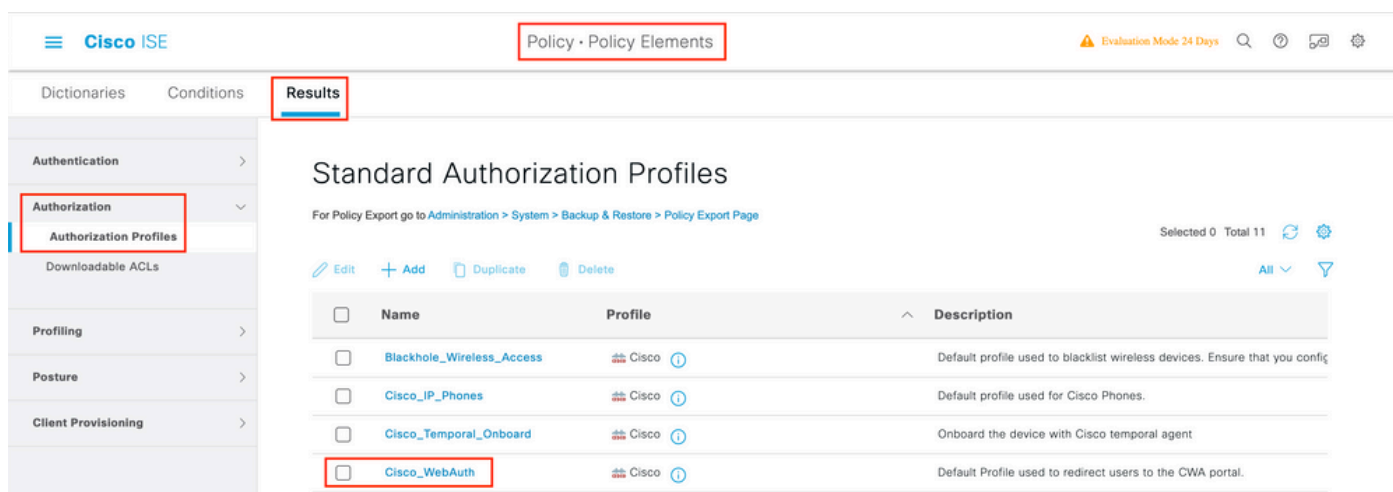 Cisco ISE
Policy · Policy Elements
Evaluation Mode 24 Days
Dictionaries Conditions Results
Authentication
Authorization
Authorization Profiles
Downloadable ACLs
Profiling
Posture
Client Provisioning
Standard Authorization Profiles
For Policy Export go to Administration > System > Backup & Restore > Policy Export Page
Selected 0 Total 11
Edit Add Duplicate Delete All
Name Profile Description
Blackhole_Wireless_Access Cisco Default profile used to blacklist wireless devices. Ensure that you config
Cisco_IP_Phones Cisco Default profile used for Cisco Phones.
Cisco_Temporal_Onboard Cisco Onboard the device with Cisco temporal agent
Cisco_WebAuth Cisco Default Profile used to redirect users to the CWA portal.